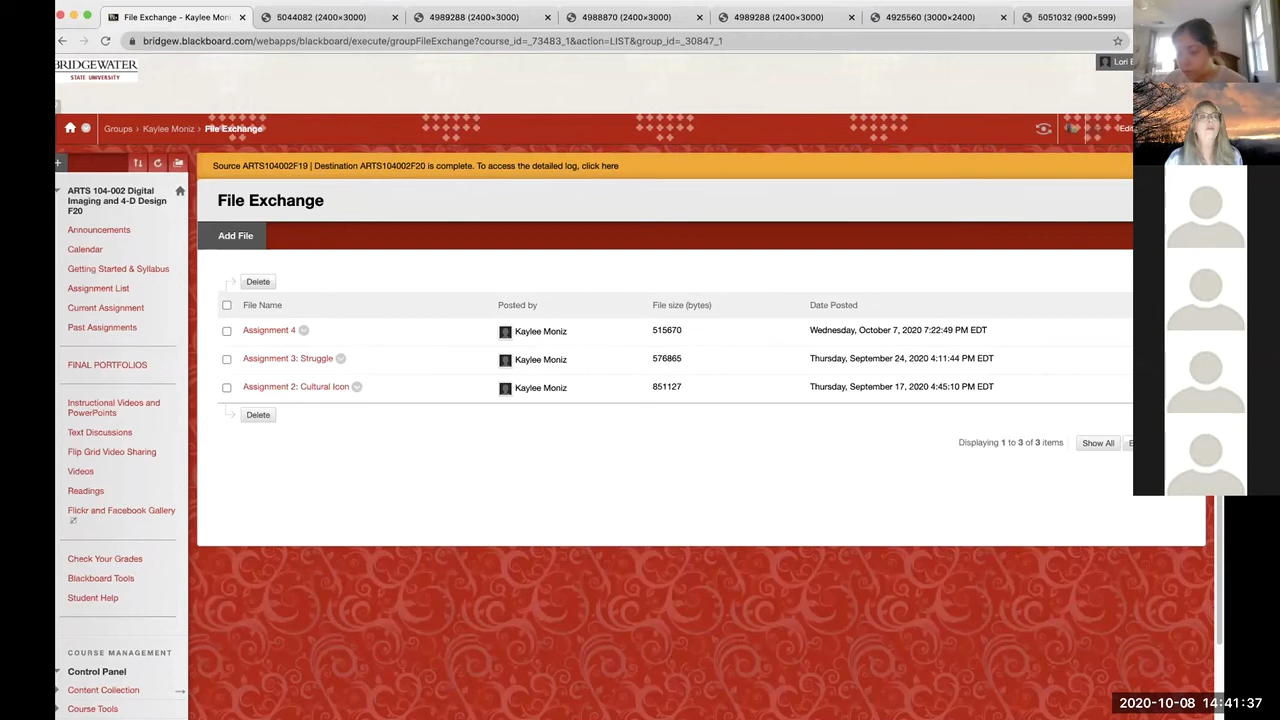 File Exchange - Kaylee Moni
5044082 (2400×3000)
4989288 (2400×3000)
4988870 (2400×3000)
4989288 (2400×3000)
4925560 (3000×2400)
5051032 (900×599)
bridgew.blackboard.com/webapps/blackboard/execute/groupFileExchange?course_id=_73483_1&action=LIST&group_id=_30847_1
BRIDGEWATER
STATE UNIVERSITY
Lori
Groups
Kaylee Moniz
File Exchange
Source ARTS104002F19 | Destination ARTS104002F20 is complete. To access the detailed log, click here
ARTS 104-002 Digital
Imaging and 4-D Design
F20
Announcements
Calendar
Getting Started & Syllabus
Assignment List
Current Assignment
Past Assignments
FINAL PORTFOLIOS
Instructional Videos and
PowerPoints
Text Discussions
Flip Grid Video Sharing
Videos
Readings
Flickr and Facebook Gallery
Check Your Grades
Blackboard Tools
Student Help
COURSE MANAGEMENT
Control Panel
Content Collection
Course Tools
File Exchange
Add File
Delete
File Name Posted by File size (bytes) Date Posted
Assignment 4 Kaylee Moniz 515670 Wednesday, October 7, 2020 7:22:49 PM EDT
Assignment 3: Struggle Kaylee Moniz 576865 Thursday, September 24, 2020 4:11:44 PM EDT
Assignment 2: Cultural Icon Kaylee Moniz 851127 Thursday, September 17, 2020 4:45:10 PM EDT
Delete
Displaying 1 to 3 of 3 items Show All
2020-10-08 14:41:37